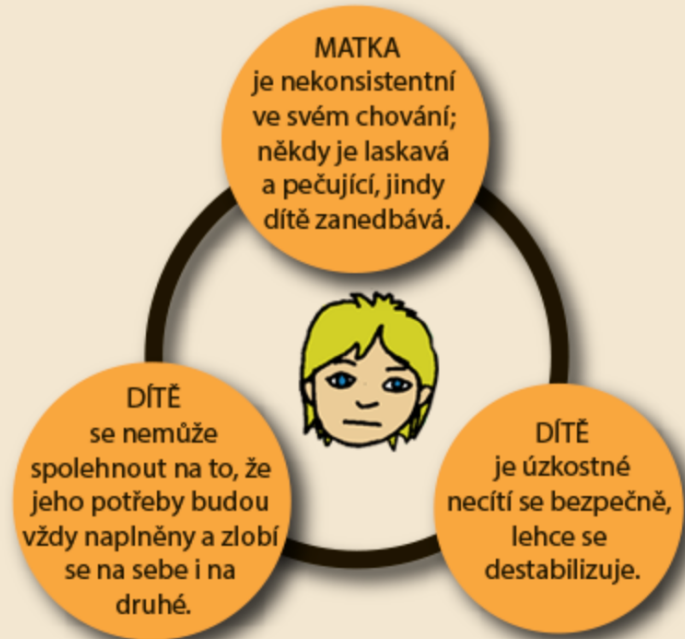 MATKA
je nekonsistentní
ve svém chování;
někdy je laskavá
a pečující, jindy
dítě zanedbává.
DÍTĚ
se nemůže
spolehnout na to, že
jeho potřeby budou
vždy naplněny a zlobí
se na sebe i na
druhé.
DÍTĚ
je úzkostné
necítí se bezpečně,
lehce se
destabilizuje.